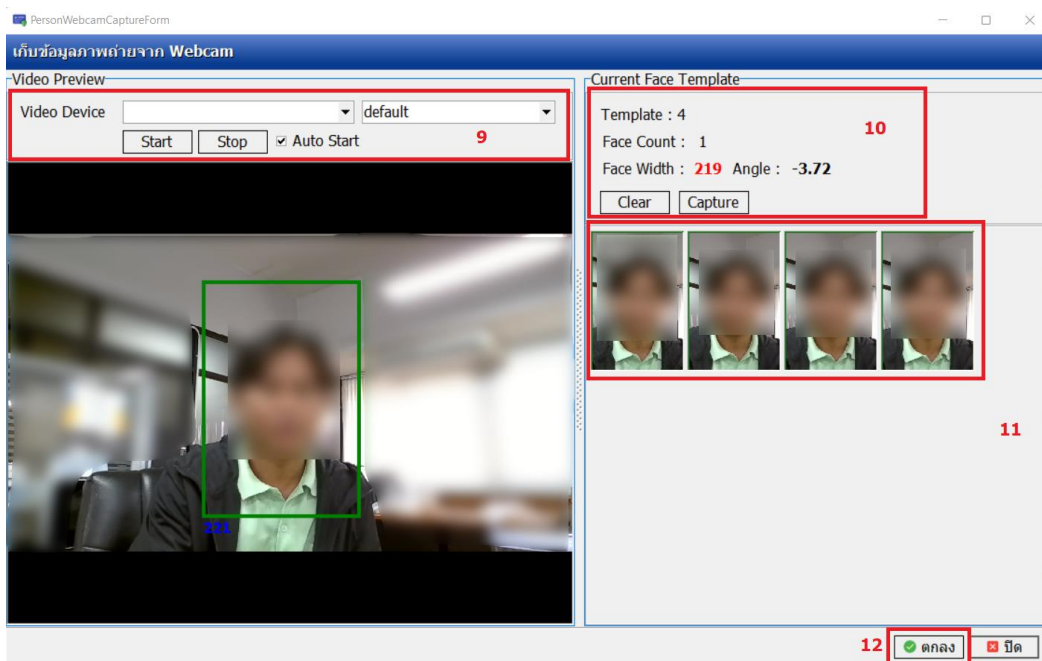 PersonWebcamCaptureForm
เก็บข้อมูลภาพถ่ายจาก Webcam
Video Preview
Video Device default
Start Stop Auto Start 9
221
Current Face Template
Template : 4
Face Count : 1
Face Width : 219 Angle : -3.72
10
Clear Capture
11
12 ตกลง ปิด